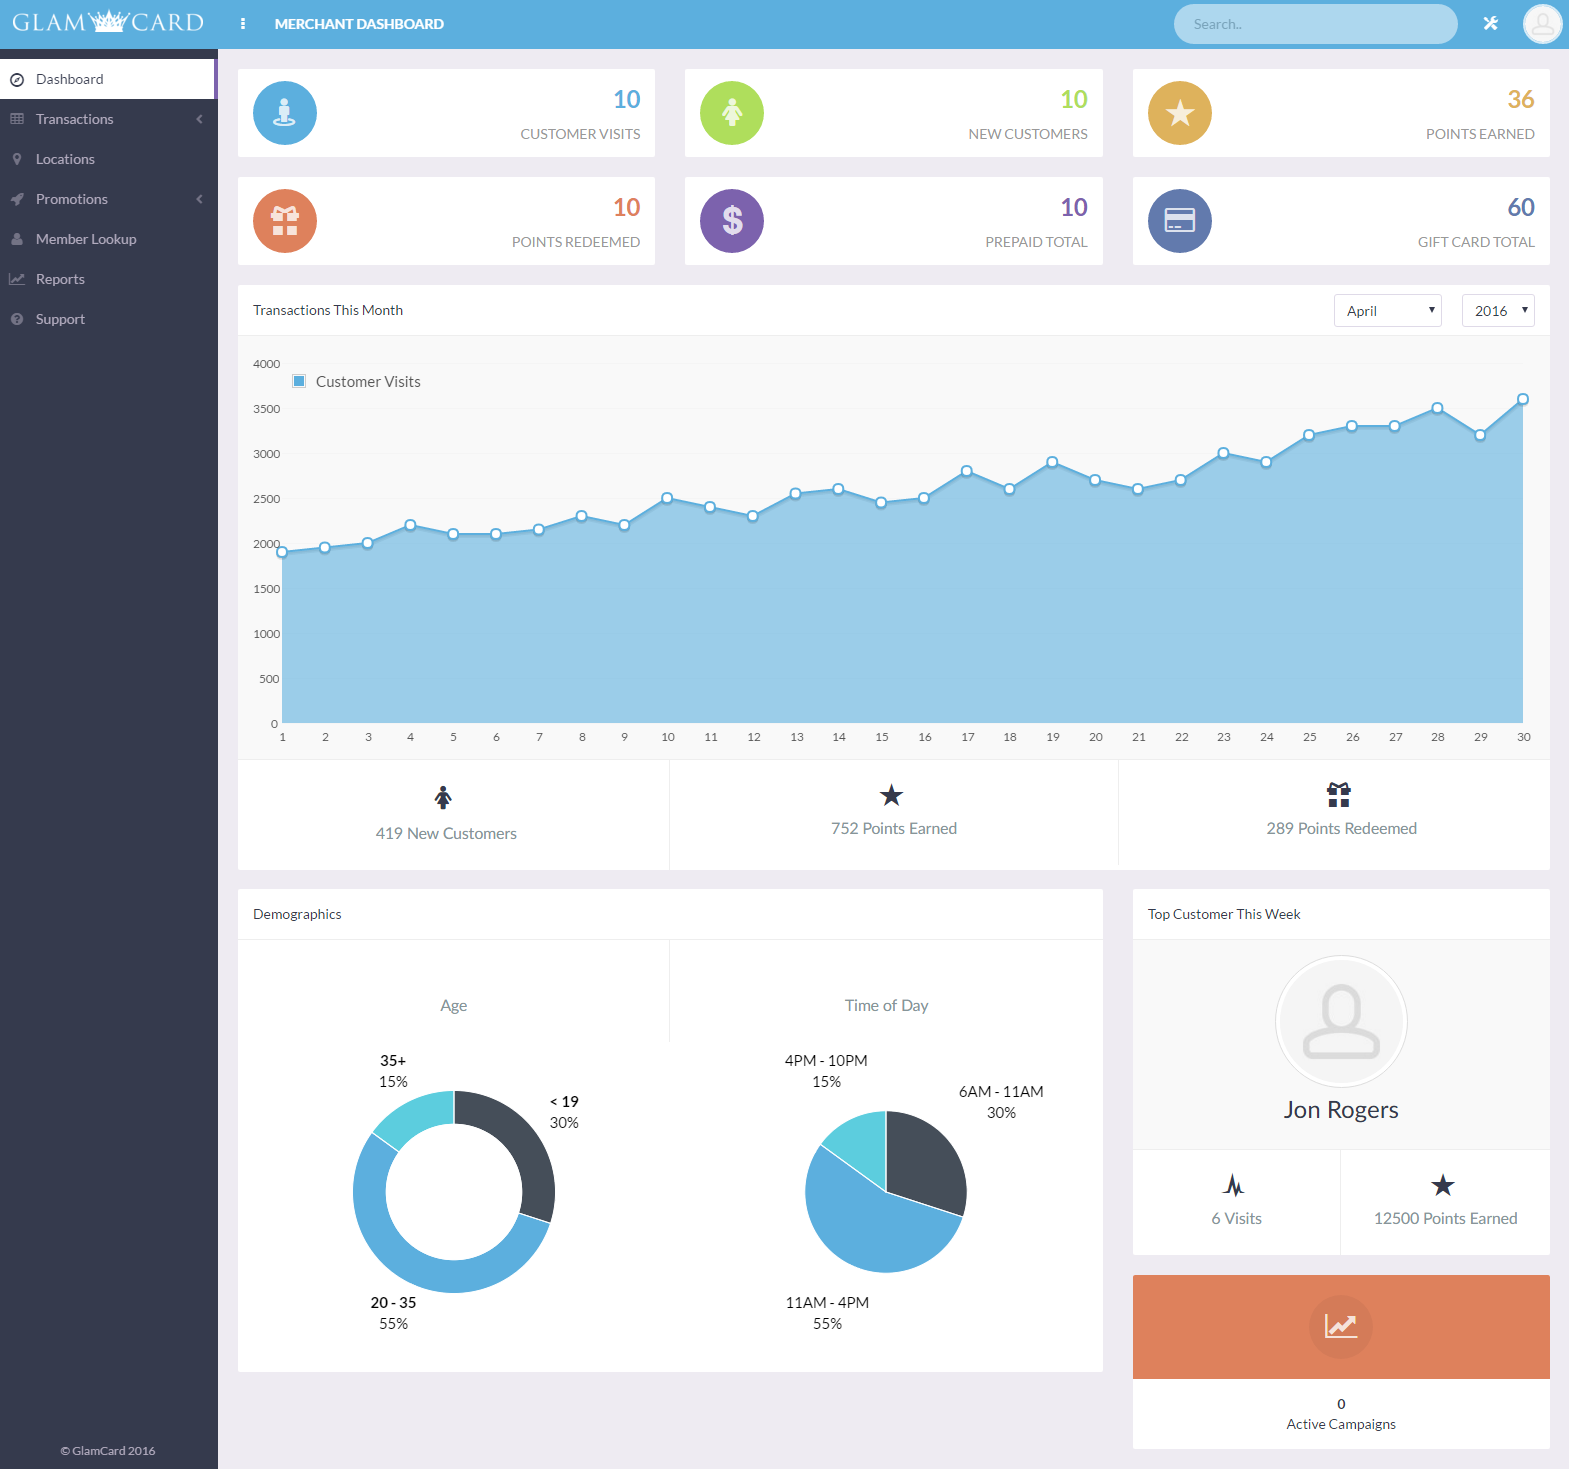 GLAM CARD
MERCHANT DASHBOARD
Search..
Dashboard
Transactions
Locations
Promotions
Member Lookup
Reports
Support
© GlamCard 2016
10
CUSTOMER VISITS
10
NEW CUSTOMERS
36
POINTS EARNED
10
POINTS REDEEMED
10
PREPAID TOTAL
60
GIFT CARD TOTAL
Transactions This Month
April
2016
Customer Visits
4000
3500
3000
2500
2000
1500
1000
500
0
1 2 3 4 5 6 7 8 9 10 11 12 13 14 15 16 17 18 19 20 21 22 23 24 25 26 27 28 29 30
419 New Customers
752 Points Earned
289 Points Redeemed
Demographics
Age
35+
15%
< 19
30%
20 - 35
55%
Time of Day
4PM - 10PM
15%
6AM - 11AM
30%
11AM - 4PM
55%
Top Customer This Week
Jon Rogers
6 Visits
12500 Points Earned
0
Active Campaigns